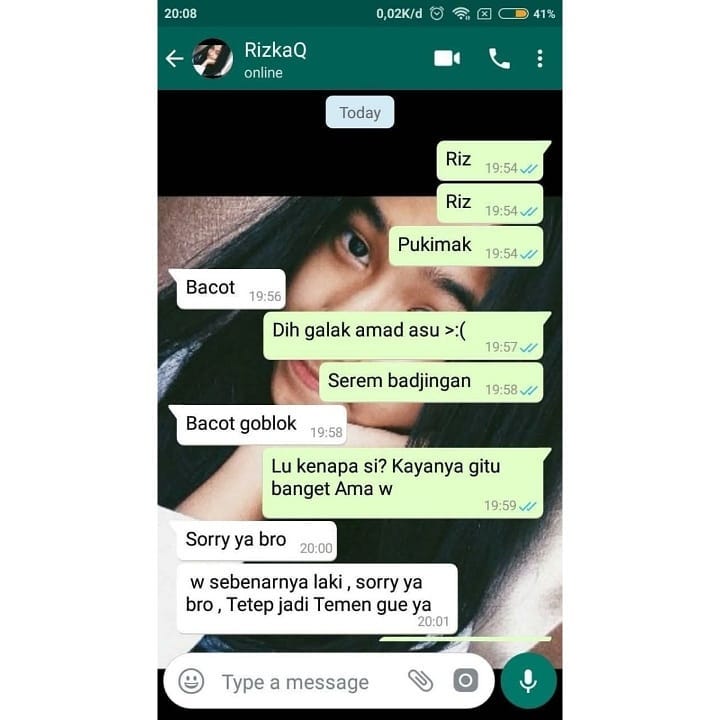 20:08 0,02K/d 41%
RizkaQ
online
Today
Riz 19:54
Riz 19:54
Pukimak 19:54
Bacot 19:56
Dih galak amad asu >:(
19:57
Serem badjingan 19:58
Bacot goblok 19:58
Lu kenapa si? Kayanya gitu
banget Ama w
19:59
Sorry ya bro 20:00
w sebenarnya laki , sorry ya
bro , Tetep jadi Temen gue ya
20:01
Type a message